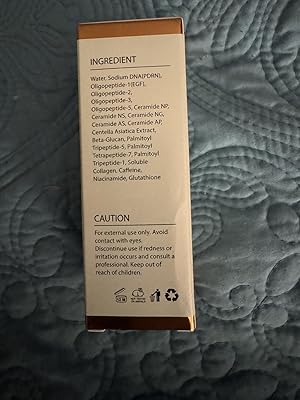 INGREDIENT
Water, Sodium DNA(PDRN),
Oligopeptide-1(EGF),
Oligopeptide-2,
Oligopeptide-3,
Oligopeptide-5, Ceramide NP,
Ceramide NS, Ceramide NG,
Ceramide AS, Ceramide AP,
Centella Asiatica Extract,
Beta-Glucan, Palmitoyl
Tripeptide-5, Palmitoyl
Tetrapeptide-7, Palmitoyl
Tripeptide-1, Soluble
Collagen, Caffeine,
Niacinamide, Glutathione
CAUTION
For external use only. Avoid
contact with eyes.
Discontinue use if redness or
irritation occurs and consult a
professional. Keep out of
reach of children.